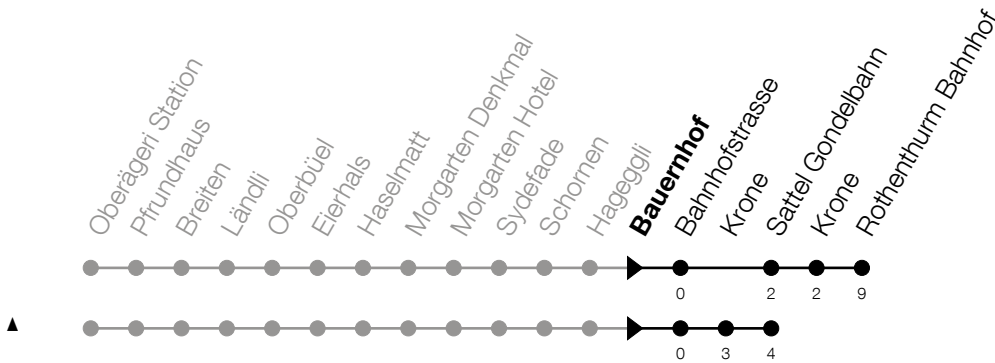 Oberägeri Station
Pfrundhaus
Breiten
Ländli
Oberbüel
Eierhals
Haselmatt
Morgarten Denkmal
Morgarten Hotel
Sydefade
Schornen
Hageggli
Bauernhof
Bahnhofstrasse
Krone
Sattel Gondelbahn
Krone
Rothenthurm Bahnhof
0 2 2 9
0 3 4